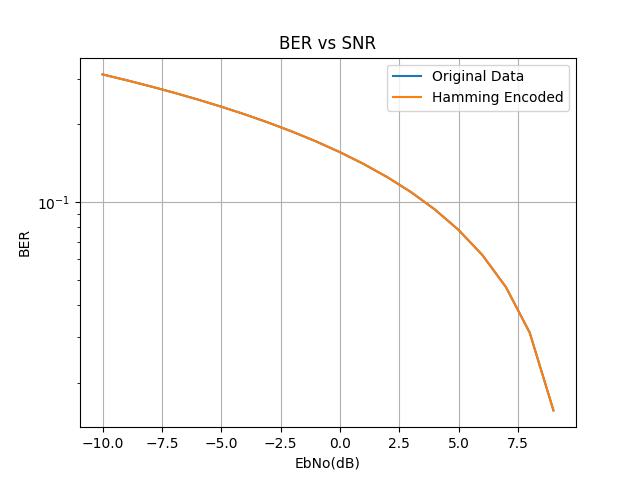 BER vs SNR
Original Data
Hamming Encoded
10⁻¹
BER
−10.0 −7.5 −5.0 −2.5 0.0 2.5 5.0 7.5
EbNo(dB)